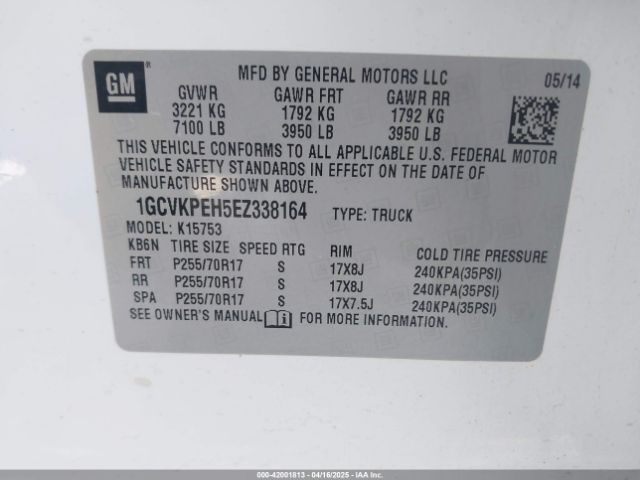 GM ®
MFD BY GENERAL MOTORS LLC 05/14
GVWR GAWR FRT GAWR RR
3221 KG 1792 KG 1792 KG
7100 LB 3950 LB 3950 LB
THIS VEHICLE CONFORMS TO ALL APPLICABLE U.S. FEDERAL MOTOR
VEHICLE SAFETY STANDARDS IN EFFECT ON THE DATE OF
MANUFACTURE SHOWN ABOVE.
1GCVKPEH5EZ338164 TYPE: TRUCK
MODEL: K15753
KB6N TIRE SIZE SPEED RTG RIM COLD TIRE PRESSURE
FRT P255/70R17 S 17X8J 240KPA(35PSI)
RR P255/70R17 S 17X8J 240KPA(35PSI)
SPA P255/70R17 S 17X7.5J 240KPA(35PSI)
SEE OWNER'S MANUAL FOR MORE INFORMATION.
000-42001813 - 04/16/2025 - IAAI.com